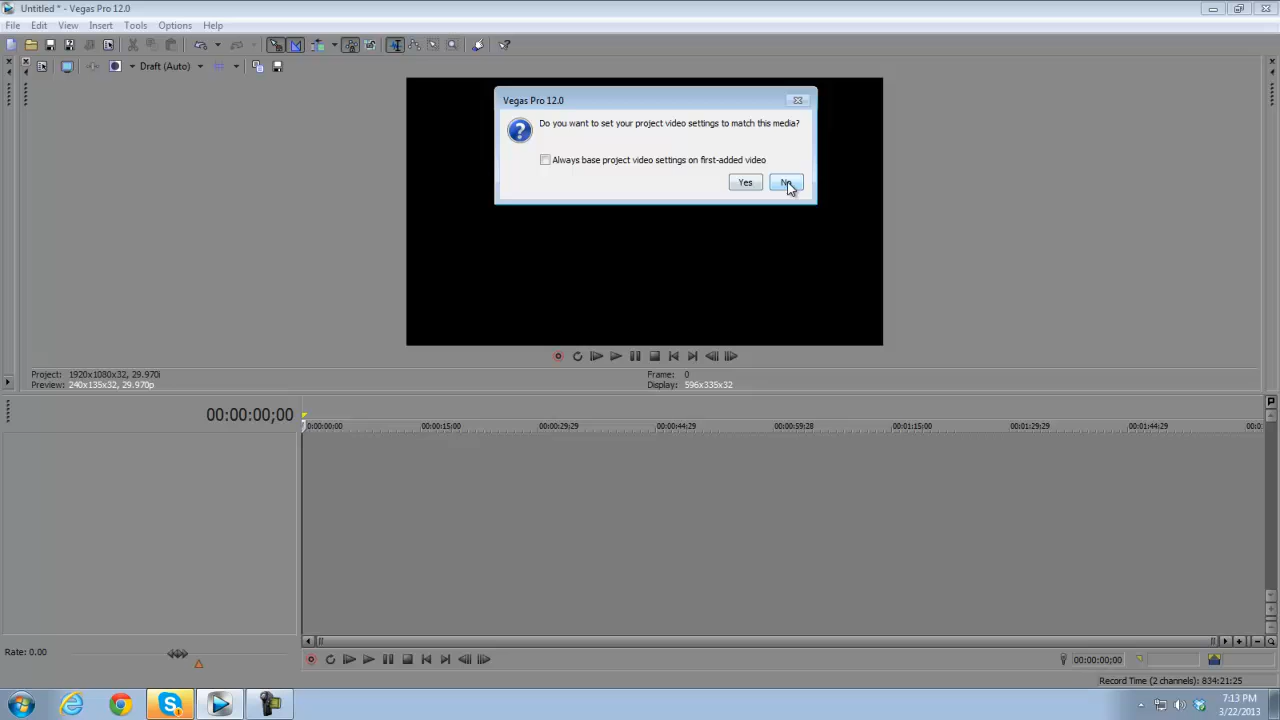 Untitled * - Vegas Pro 12.0
File Edit View Insert Tools Options Help
Draft (Auto)
Vegas Pro 12.0
Do you want to set your project video settings to match this media?
Always base project video settings on first-added video
Yes No
Project: 1920x1080x32, 29.970i
Preview: 240x135x32, 29.970p
Frame: 0
Display: 596x335x32
00:00:00;00
0:00:00;00 00:00:15;00 00:00:29;29 00:00:44;29 00:00:59;28 00:01:15;00 00:01:29;29 00:01:44;29 00:0
Rate: 0.00
00:00:00;00
Record Time (2 channels): 834:21:25
7:13 PM
3/22/2013